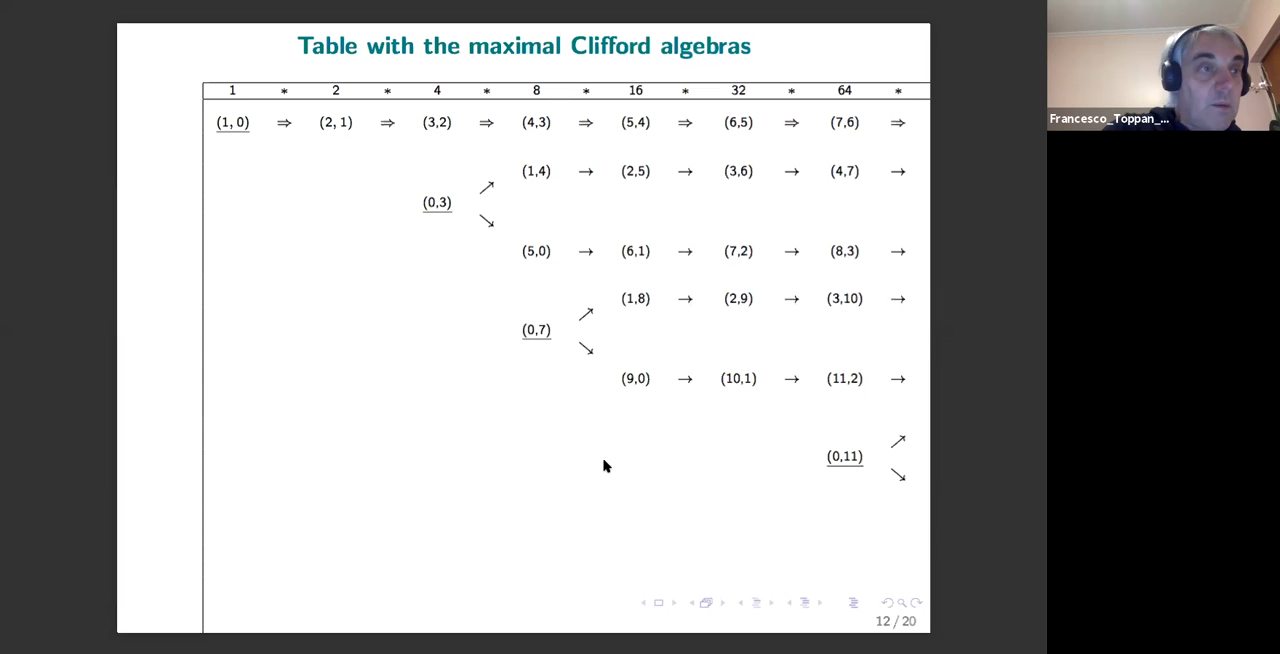 Table with the maximal Clifford algebras
1 * 2 * 4 * 8 * 16 * 32 * 64 *
(1, 0) ⇒ (2, 1) ⇒ (3,2) ⇒ (4,3) ⇒ (5,4) ⇒ (6,5) ⇒ (7,6) ⇒
(1,4) → (2,5) → (3,6) → (4,7) →
(0,3)
(5,0) → (6,1) → (7,2) → (8,3) →
(1,8) → (2,9) → (3,10) →
(0,7)
(9,0) → (10,1) → (11,2) →
(0,11)
12 / 20
Francesco_Toppan_...